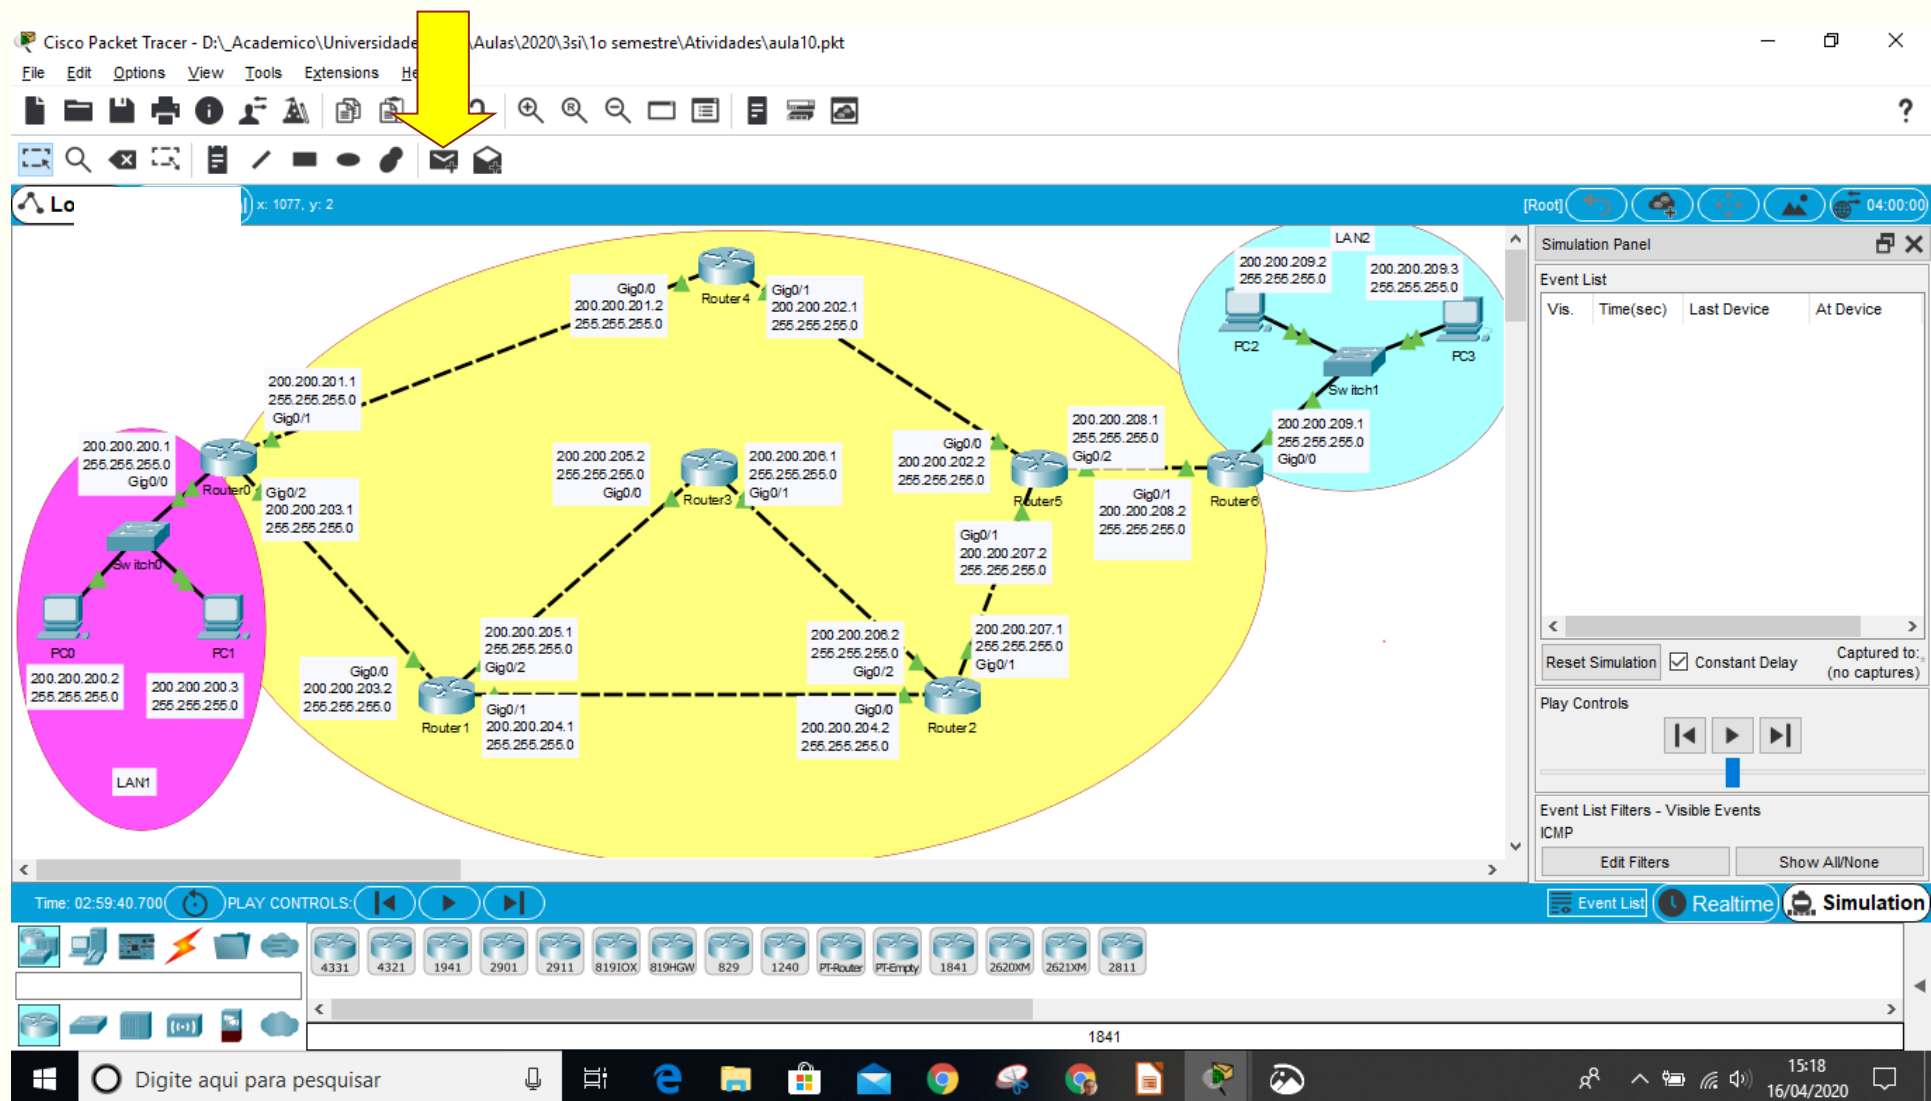 Cisco Packet Tracer - D:\_Academico\Universidade \Aulas\2020\3si\1o semestre\Atividades\aula10.pkt
File Edit Options View Tools Extensions
?
x: 1077, y: 2
[Root]
04:00:00
LAN2
200.200.209.2
255.255.255.0
200.200.209.3
255.255.255.0
PC2
PC3
Switch1
200.200.209.1
255.255.255.0
Gig0/0
Gig0/0
200.200.201.2
255.255.255.0
Router4
Gig0/1
200.200.202.1
255.255.255.0
200.200.201.1
255.255.255.0
Gig0/1
200.200.200.1
255.255.255.0
Gig0/0
Router0
Gig0/2
200.200.203.1
255.255.255.0
200.200.205.2
255.255.255.0
Gig0/0
Router3
200.200.206.1
255.255.255.0
Gig0/1
Gig0/0
200.200.202.2
255.255.255.0
Router5
200.200.208.1
255.255.255.0
Gig0/2
Gig0/1
200.200.208.2
255.255.255.0
Router6
Gig0/1
200.200.207.2
255.255.255.0
Switch0
PC0
PC1
200.200.200.2
255.255.255.0
200.200.200.3
255.255.255.0
LAN1
Gig0/0
200.200.203.2
255.255.255.0
Router1
200.200.205.1
255.255.255.0
Gig0/2
Gig0/1
200.200.204.1
255.255.255.0
200.200.206.2
255.255.255.0
Gig0/2
Gig0/0
200.200.204.2
255.255.255.0
Router2
200.200.207.1
255.255.255.0
Gig0/1
Simulation Panel
Event List
Vis. Time(sec) Last Device At Device
Reset Simulation Constant Delay
Captured to:
(no captures)
Play Controls
Event List Filters - Visible Events
ICMP
Edit Filters Show All/None
Time: 02:59:40.700 PLAY CONTROLS:
Event List Realtime Simulation
4331 4321 1941 2901 2911 819IOX 819HGW 829 1240 PT-Router PT-Empty 1841 2620XM 2621XM 2811
1841
Digite aqui para pesquisar
15:18
16/04/2020